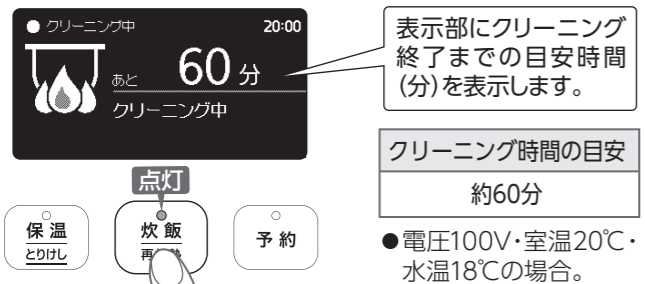 クリーニング中 20:00
あと 60分
クリーニング中
表示部にクリーニング
終了までの目安時間
(分)を表示します。
クリーニング時間の目安
約60分
●電圧100V・室温20℃・
水温18℃の場合。
点灯
保温
とりけし
炊飯
予約